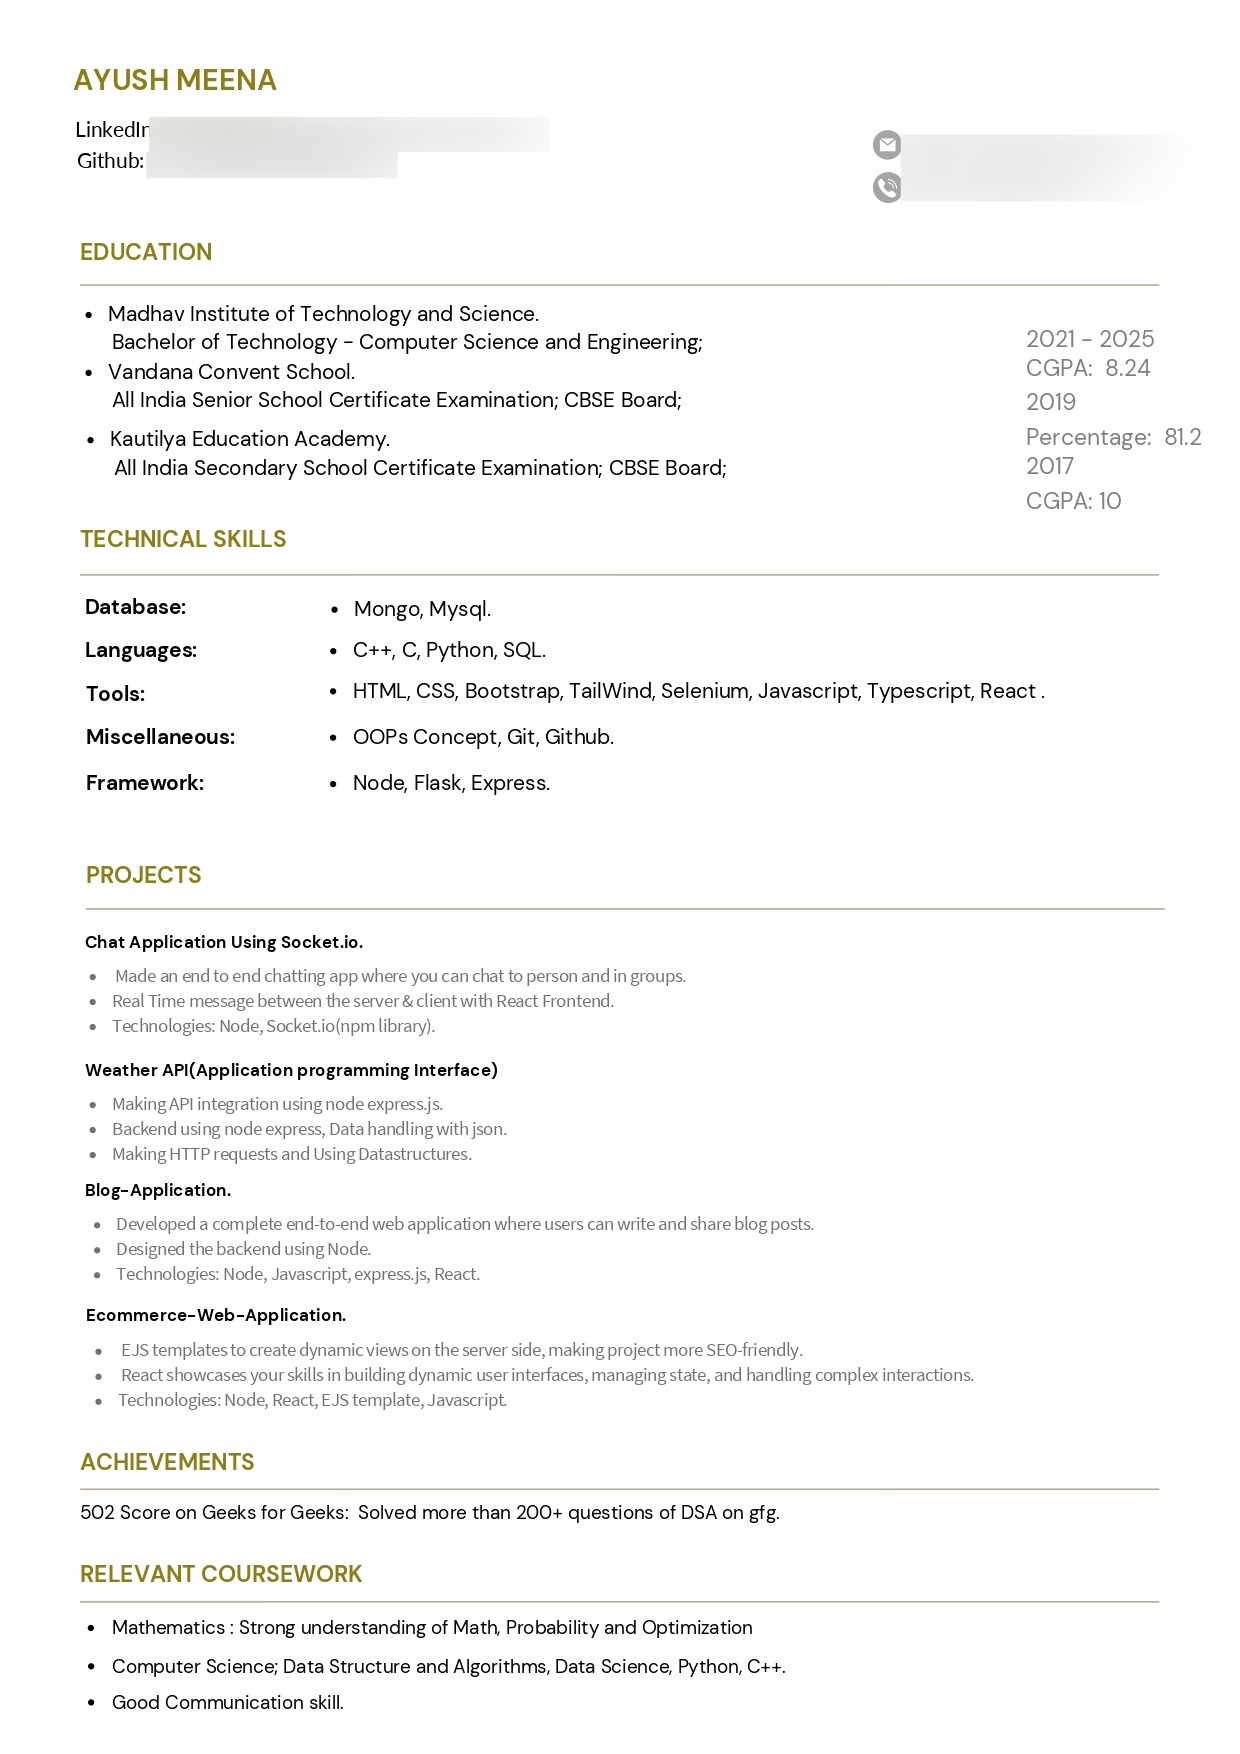 AYUSH MEENA
LinkedIn
Github:
EDUCATION
• Madhav Institute of Technology and Science.
Bachelor of Technology - Computer Science and Engineering;
2021 - 2025
CGPA: 8.24
• Vandana Convent School.
All India Senior School Certificate Examination; CBSE Board;
2019
Percentage: 81.2
• Kautilya Education Academy.
All India Secondary School Certificate Examination; CBSE Board;
2017
CGPA: 10
TECHNICAL SKILLS
Database: • Mongo, Mysql.
Languages: • C++, C, Python, SQL.
Tools: • HTML, CSS, Bootstrap, TailWind, Selenium, Javascript, Typescript, React .
Miscellaneous: • OOPs Concept, Git, Github.
Framework: • Node, Flask, Express.
PROJECTS
Chat Application Using Socket.io.
• Made an end to end chatting app where you can chat to person and in groups.
• Real Time message between the server & client with React Frontend.
• Technologies: Node, Socket.io(npm library).
Weather API(Application programming Interface)
• Making API integration using node express.js.
• Backend using node express, Data handling with json.
• Making HTTP requests and Using Datastructures.
Blog-Application.
• Developed a complete end-to-end web application where users can write and share blog posts.
• Designed the backend using Node.
• Technologies: Node, Javascript, express.js, React.
Ecommerce-Web-Application.
• EJS templates to create dynamic views on the server side, making project more SEO-friendly.
• React showcases your skills in building dynamic user interfaces, managing state, and handling complex interactions.
• Technologies: Node, React, EJS template, Javascript.
ACHIEVEMENTS
502 Score on Geeks for Geeks: Solved more than 200+ questions of DSA on gfg.
RELEVANT COURSEWORK
• Mathematics : Strong understanding of Math, Probability and Optimization
• Computer Science; Data Structure and Algorithms, Data Science, Python, C++.
• Good Communication skill.